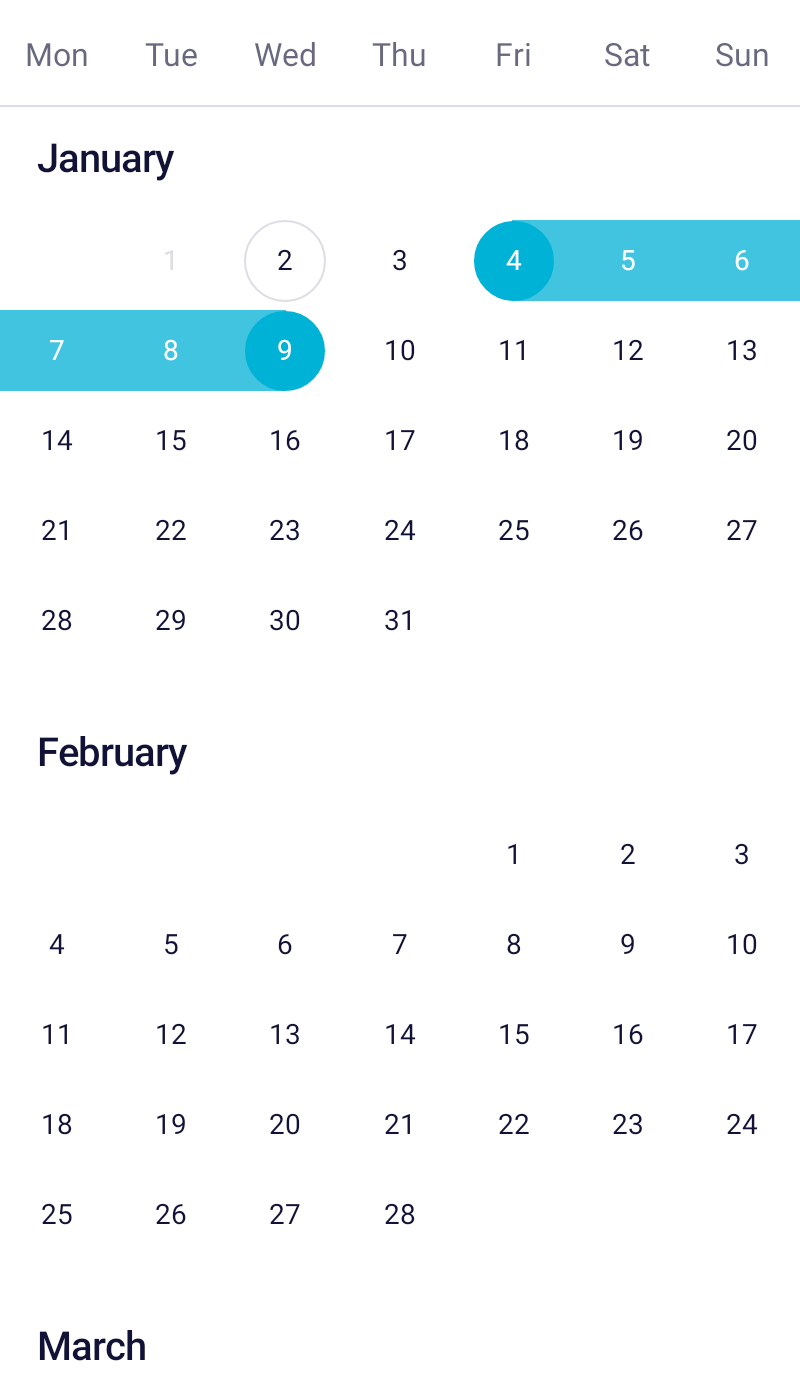 Mon Tue Wed Thu Fri Sat Sun
January
1 2 3 4 5 6
7 8 9 10 11 12 13
14 15 16 17 18 19 20
21 22 23 24 25 26 27
28 29 30 31
February
1 2 3
4 5 6 7 8 9 10
11 12 13 14 15 16 17
18 19 20 21 22 23 24
25 26 27 28
March